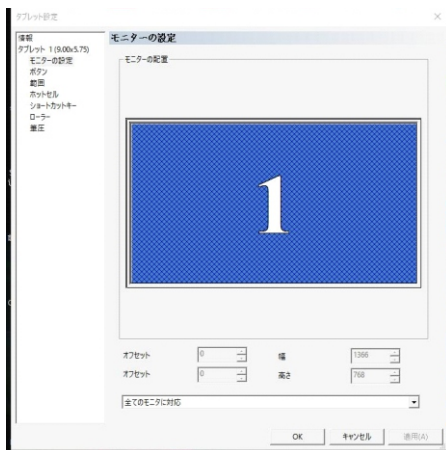 タブレット設定
情報
タブレット 1 (9.00x5.75)
モニターの設定
ボタン
範囲
ホットセル
ショートカットキー
ローラー
筆圧
モニターの設定
モニターの配置
1
オフセット 0 幅 1366
オフセット 0 高さ 768
全てのモニタに対応
OK キャンセル 適用(A)